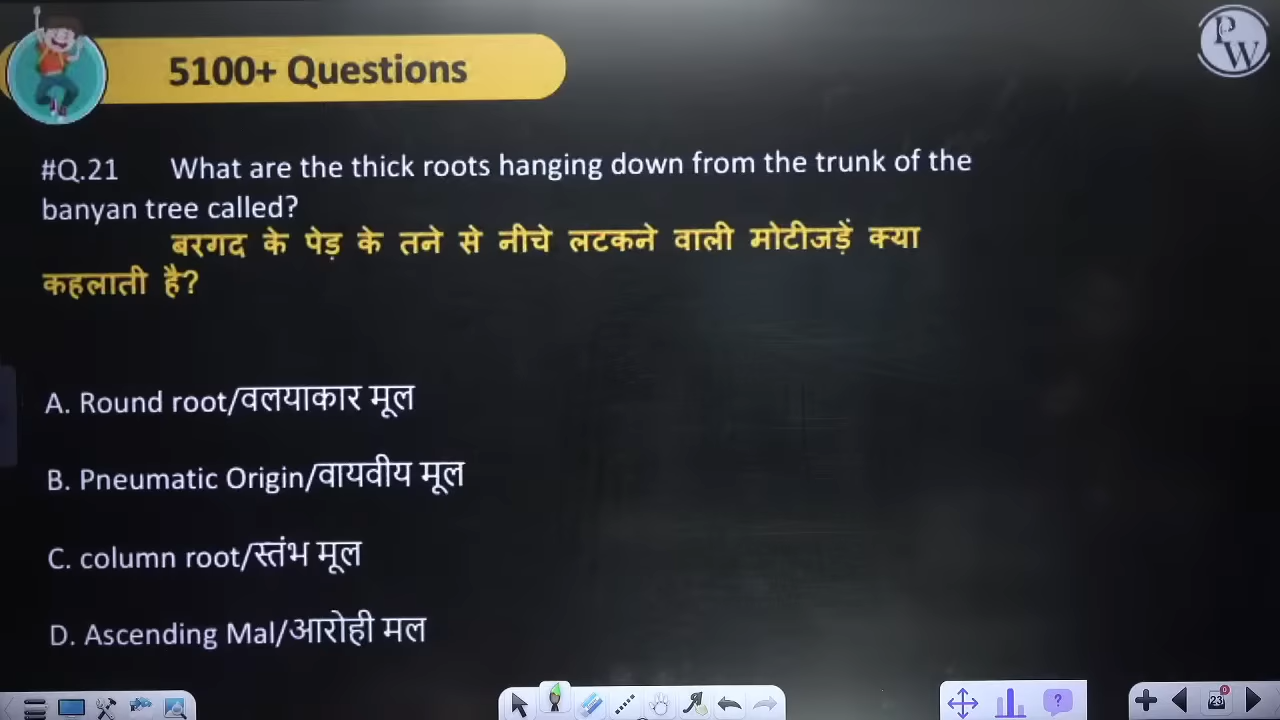 5100+ Questions
PW
#Q.21 What are the thick roots hanging down from the trunk of the
banyan tree called?
बरगद के पेड़ के तने से नीचे लटकने वाली मोटीजड़ें क्या
कहलाती है?
A. Round root/वलयाकार मूल
B. Pneumatic Origin/वायवीय मूल
C. column root/स्तंभ मूल
D. Ascending Mal/आरोही मल